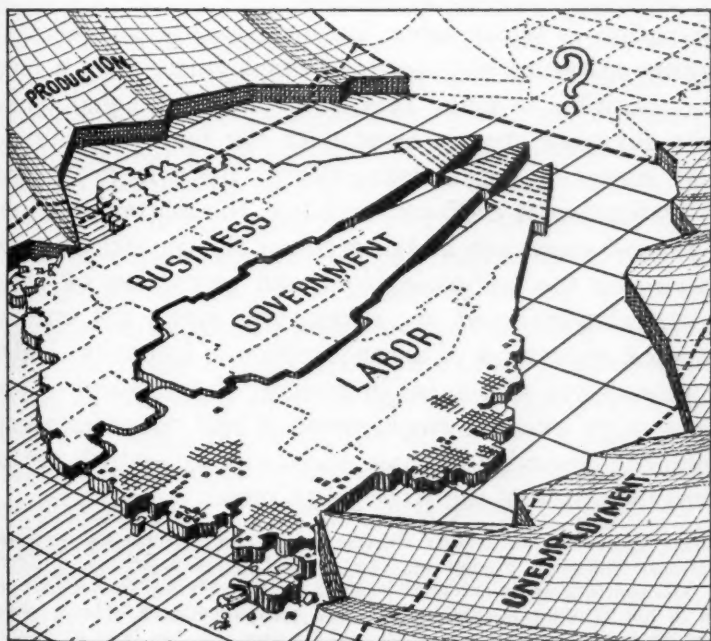 PRODUCTION
?
BUSINESS
GOVERNMENT
LABOR
UNEMPLOYMENT